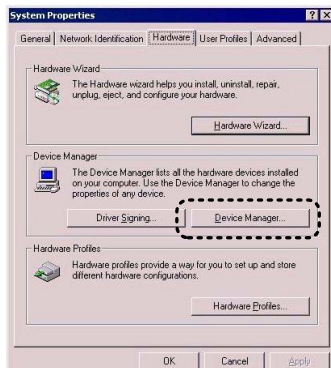 System Properties
General Network Identification Hardware User Profiles Advanced
Hardware Wizard
The Hardware wizard helps you install, uninstall, repair,
unplug, eject, and configure your hardware.
Hardware Wizard...
Device Manager
The Device Manager lists all the hardware devices installed
on your computer. Use the Device Manager to change the
properties of any device.
Driver Signing... Device Manager...
Hardware Profiles
Hardware profiles provide a way for you to set up and store
different hardware configurations.
Hardware Profiles...
OK Cancel Apply